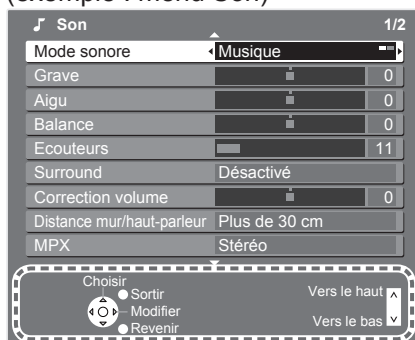 (exemple : menu Son)
Son 1/2
Mode sonore Musique
Grave 0
Aigu 0
Balance 0
Ecouteurs 11
Surround Désactivé
Correction volume 0
Distance mur/haut-parleur Plus de 30 cm
MPX Stéréo
Choisir
Sortir
Modifier
Revenir
Vers le haut
Vers le bas